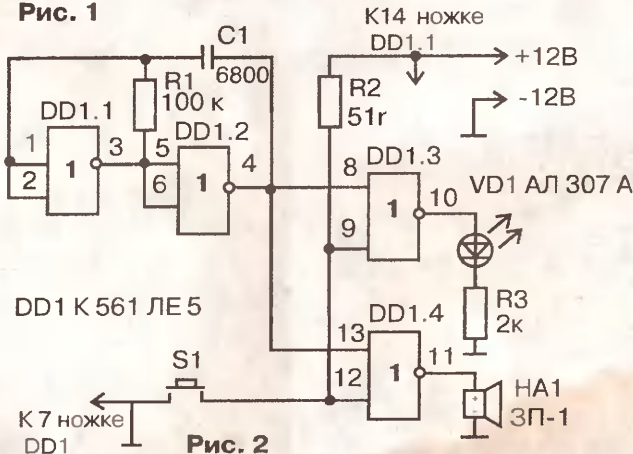 Рис. 1
К14 ножке
DD1.1
+12В
-12В
C1
6800
R1
100 к
R2
51г
DD1.1
DD1.2
DD1.3
1
2
1
3
5
6
1
4
8
9
1
10
VD1 АЛ 307 А
R3
2к
DD1 К 561 ЛЕ 5
DD1.4
13
12
1
11
НА1
ЗП-1
S1
К 7 ножке
DD1
Рис. 2